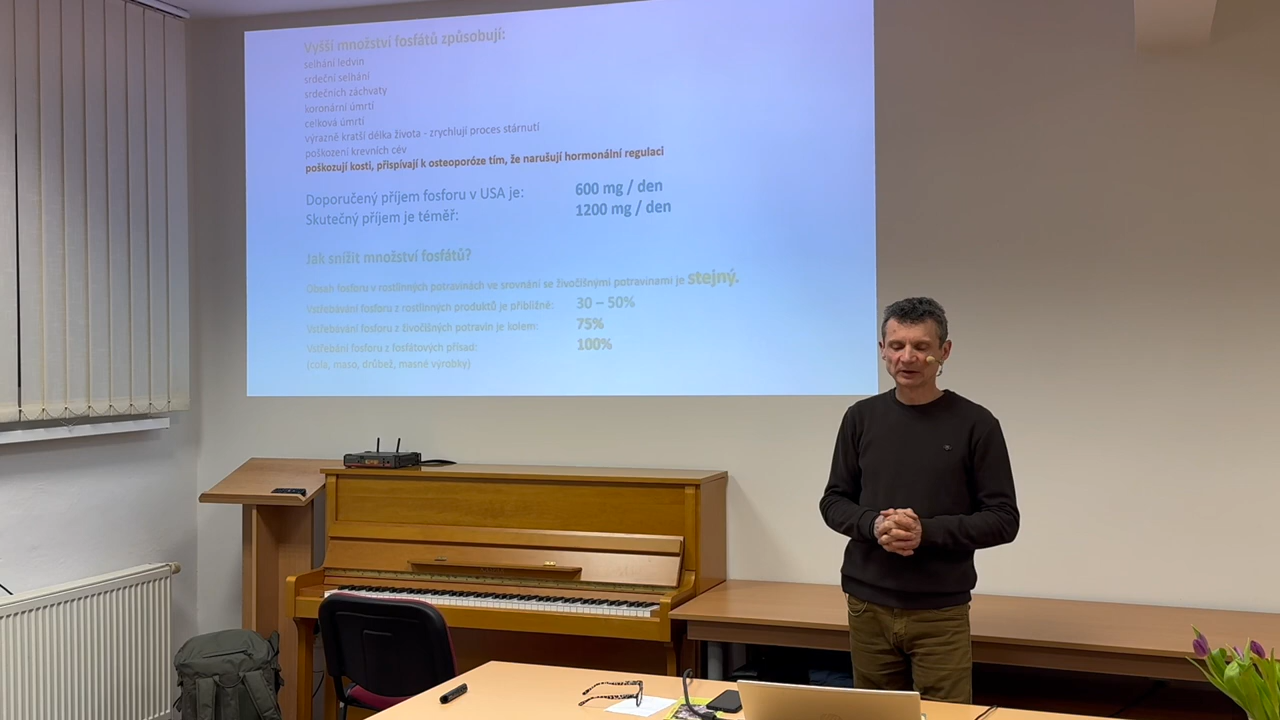 Vyšší množství fosfátů způsobují:
selhání ledvin
srdeční selhání
srdečních záchvaty
koronární úmrtí
celková úmrtí
výrazně kratší délka života - zrychlují proces stárnutí
poškození krevních cév
poškozují kosti, přispívají k osteoporóze tím, že narušují hormonální regulaci
Doporučený příjem fosforu v USA je: 600 mg / den
Skutečný příjem je téměř: 1200 mg / den
Jak snížit množství fosfátů?
Obsah fosforu v rostlinných potravinách ve srovnání se živočišnými potravinami je stejný.
Vstřebávání fosforu z rostlinných produktů je přibližně: 30 – 50%
Vstřebávání fosforu z živočišných potravin je kolem: 75%
Vstřebání fosforu z fosfátových přísad: 100%
(cola, maso, drůbež, masné výrobky)